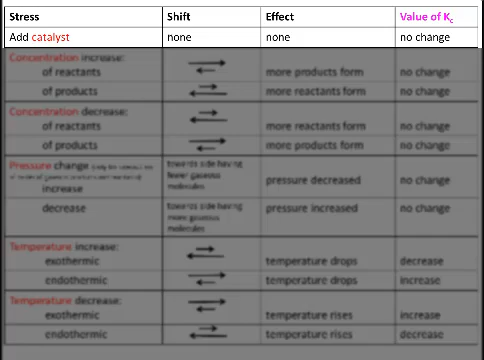 Stress Shift Effect Value of Kc
Add catalyst none none no change
Concentration increase:
of reactants more products form no change
of products more reactants form no change
Concentration decrease:
of reactants more reactants form no change
of products more products form no change
Pressure change towards side having
fewer gaseous
increase molecules pressure decreased no change
decrease towards side having pressure increased no change
more gaseous
molecules
Temperature increase:
exothermic temperature drops decrease
endothermic temperature drops increase
Temperature decrease:
exothermic temperature rises increase
endothermic temperature rises decrease